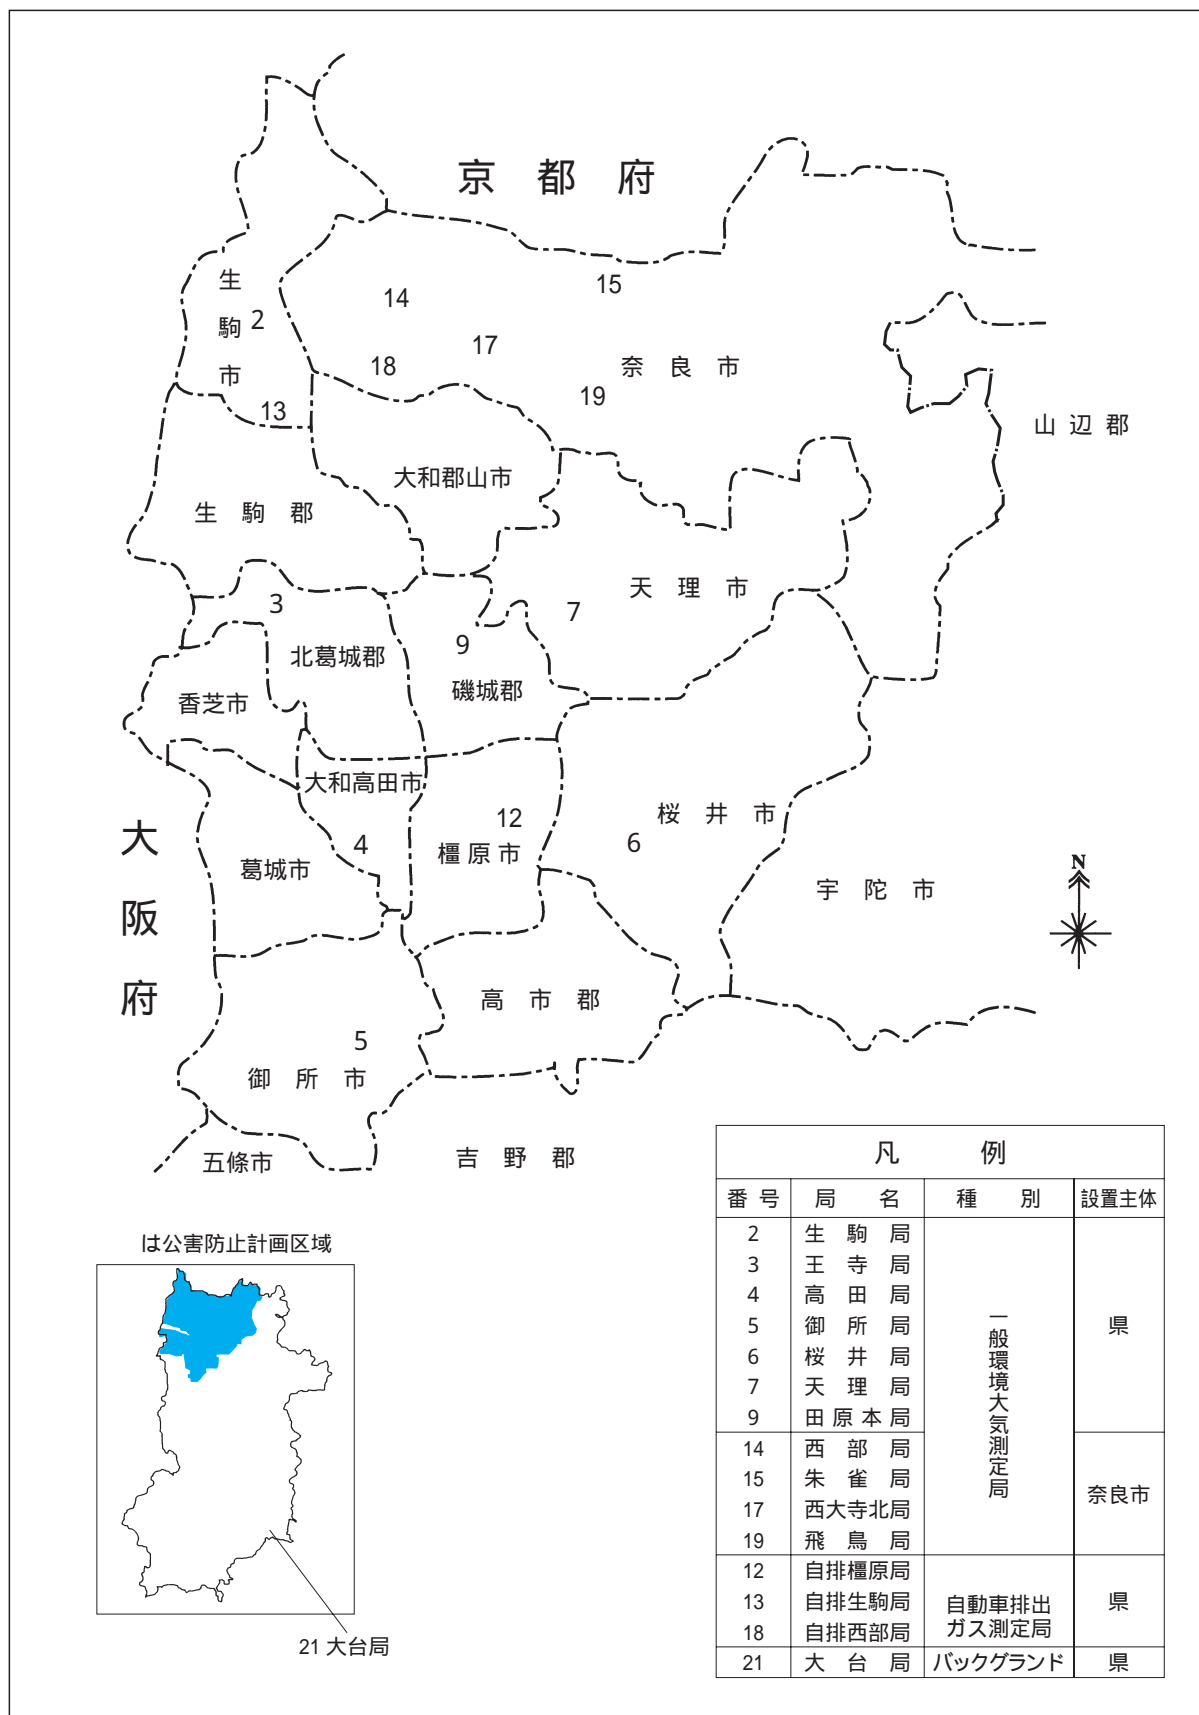 京都府
15
14
生駒市
2
17
18
奈良市
19
13
山辺郡
大和郡山市
生駒郡
天理市
3
7
9
北葛城郡
磯城郡
香芝市
大和高田市
桜井市
12
大阪府
4
6
橿原市
葛城市
宇陀市
N
高市郡
5
御所市
吉野郡
五條市
凡例
番号 局名 種別 設置主体
2 生駒局 一般環境大気測定局 県
3 王寺局
4 高田局
5 御所局
6 桜井局
7 天理局
9 田原本局
14 西部局 奈良市
15 朱雀局
17 西大寺北局
19 飛鳥局
12 自排橿原局 自動車排出ガス測定局 県
13 自排生駒局
18 自排西部局
21 大台局 バックグランド 県
は公害防止計画区域
21 大台局